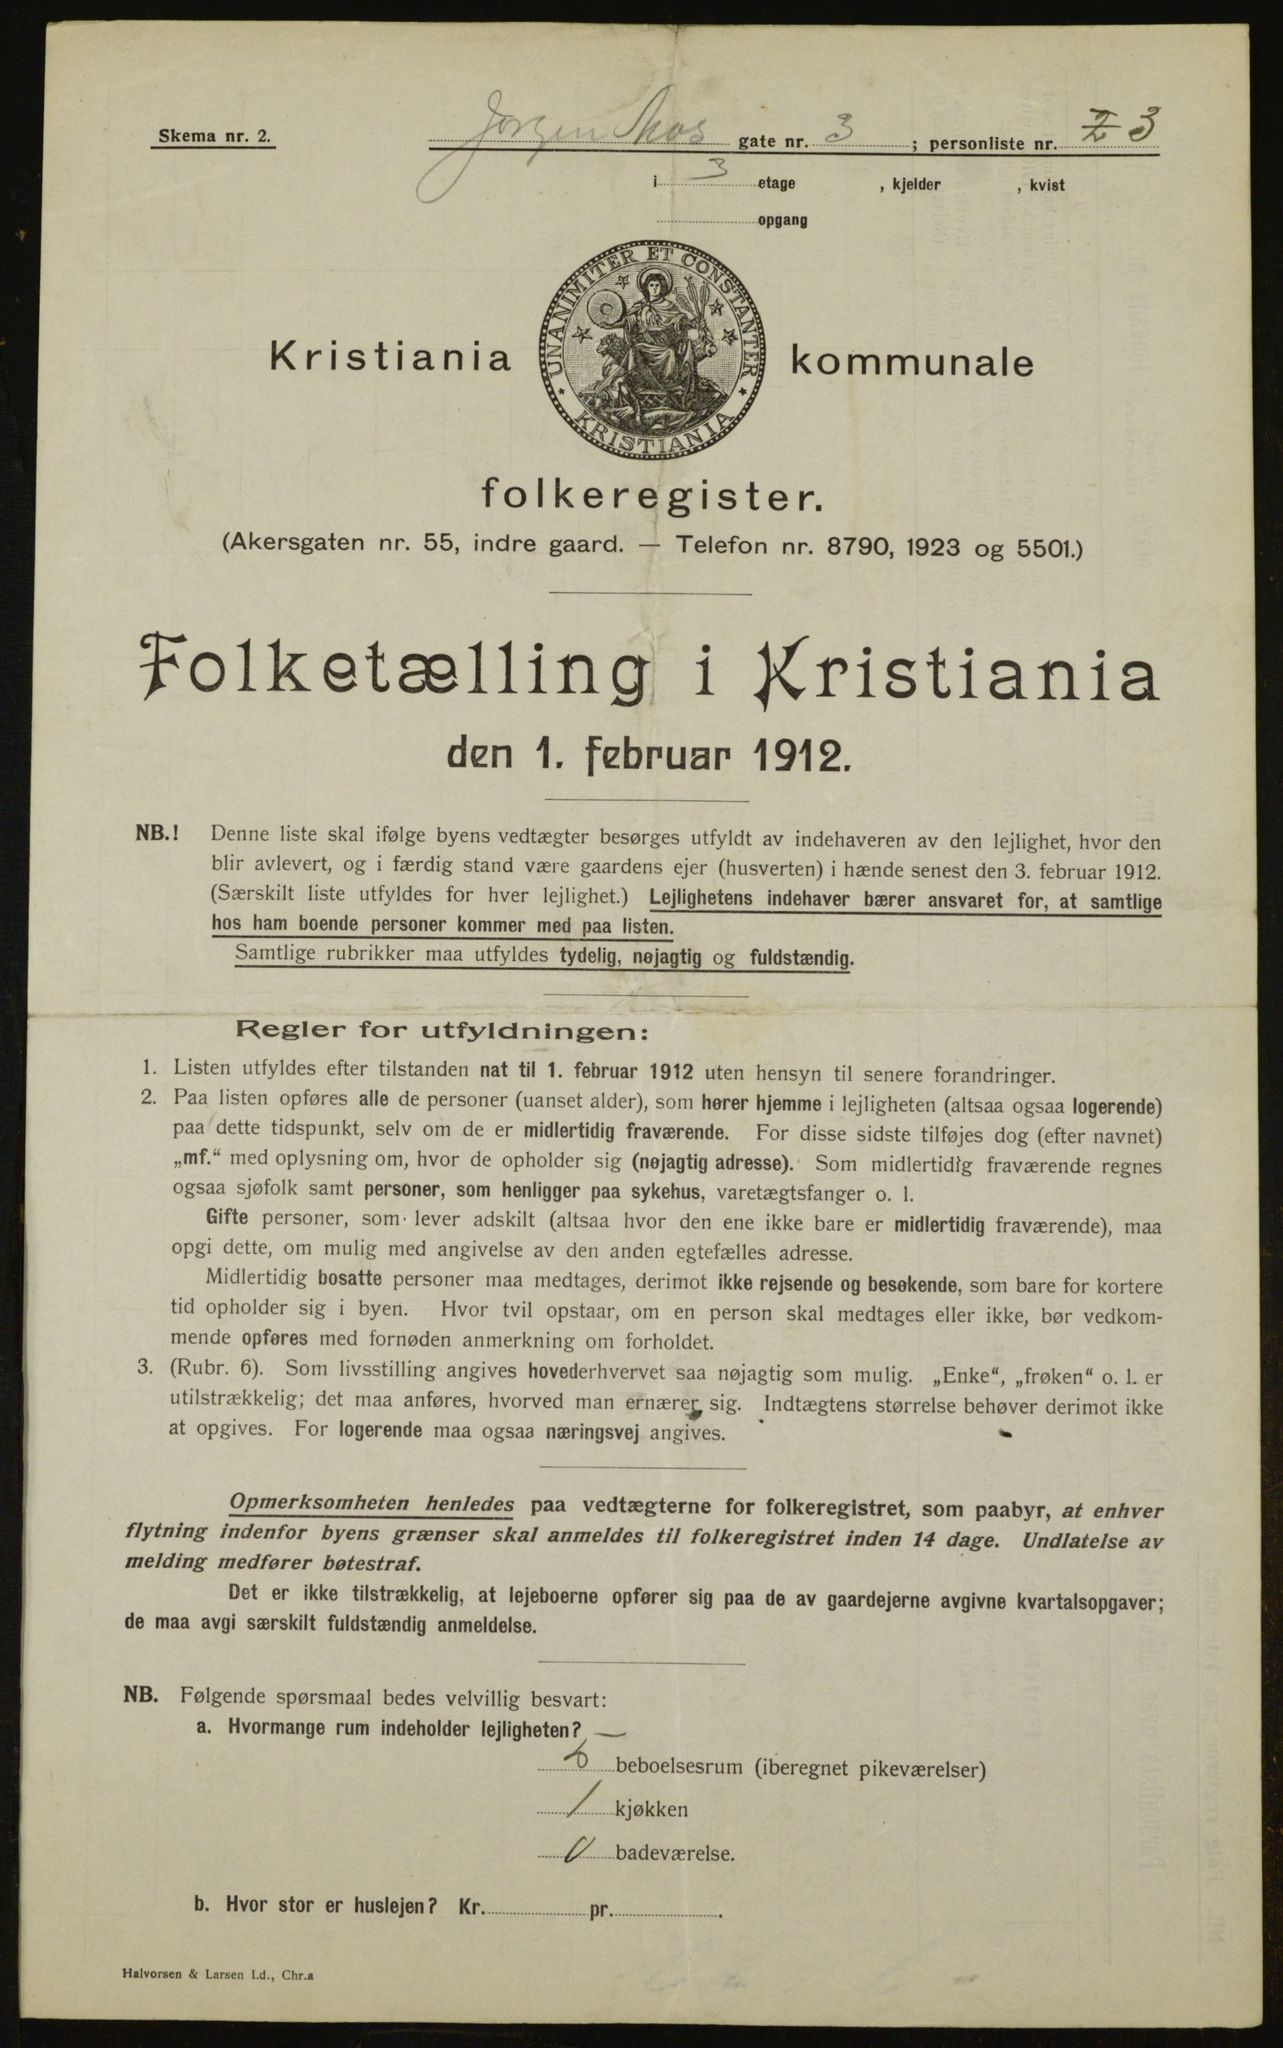 Skema nr. 2.
Jørgen Moes gate nr. 3 ; personliste nr. 2 3
i 3 etage , kjelder , kvist
opgang
UNANIMITER ET CONSTANTER
KRISTIANIA
Kristiania kommunale
folkeregister.
(Akersgaten nr. 55, indre gaard. — Telefon nr. 8790, 1923 og 5501.)
Folketælling i Kristiania
den 1. februar 1912.
NB.! Denne liste skal ifølge byens vedtægter besørges utfyldt av indehaveren av den lejlighet, hvor den
blir avlevert, og i færdig stand være gaardens ejer (husverten) i hænde senest den 3. februar 1912.
(Særskilt liste utfyldes for hver lejlighet.) Lejlighetens indehaver bærer ansvaret for, at samtlige
hos ham boende personer kommer med paa listen.
Samtlige rubrikker maa utfyldes tydelig, nøjagtig og fuldstændig.
Regler for utfyldningen:
1. Listen utfyldes efter tilstanden nat til 1. februar 1912 uten hensyn til senere forandringer.
2. Paa listen opføres alle de personer (uanset alder), som hører hjemme i lejligheten (altsaa ogsaa logerende)
paa dette tidspunkt, selv om de er midlertidig fraværende. For disse sidste tilføjes dog (efter navnet)
„mf.“ med oplysning om, hvor de opholder sig (nøjagtig adresse). Som midlertidig fraværende regnes
ogsaa sjøfolk samt personer, som henligger paa sykehus, varetægtsfanger o. l.
Gifte personer, som lever adskilt (altsaa hvor den ene ikke bare er midlertidig fraværende), maa
opgi dette, om mulig med angivelse av den anden egtefælles adresse.
Midlertidig bosatte personer maa medtages, derimot ikke rejsende og besøkende, som bare for kortere
tid opholder sig i byen. Hvor tvil opstaar, om en person skal medtages eller ikke, bør vedkom-
mende opføres med fornøden anmerkning om forholdet.
3. (Rubr. 6). Som livsstilling angives hovederhvervet saa nøjagtig som mulig. „Enke“, „frøken“ o. l. er
utilstrækkelig; det maa anføres, hvorved man ernærer sig. Indtægtens størrelse behøver derimot ikke
at opgives. For logerende maa ogsaa næringsvej angives.
Opmerksomheten henledes paa vedtægterne for folkeregistret, som paabyr, at enhver
flytning indenfor byens grænser skal anmeldes til folkeregistret inden 14 dage. Undlatelse av
melding medfører bøtestraf.
Det er ikke tilstrækkelig, at lejeboerne opfører sig paa de av gaardejerne avgivne kvartalsopgaver;
de maa avgi særskilt fuldstændig anmeldelse.
NB. Følgende spørsmaal bedes velvillig besvart:
a. Hvormange rum indeholder lejligheten?
beboelsesrum (iberegnet pikeværelser)
1 kjøkken
0 badeværelse.
b. Hvor stor er huslejen? Kr. pr. .
Halvorsen & Larsen Ld., Chr.a